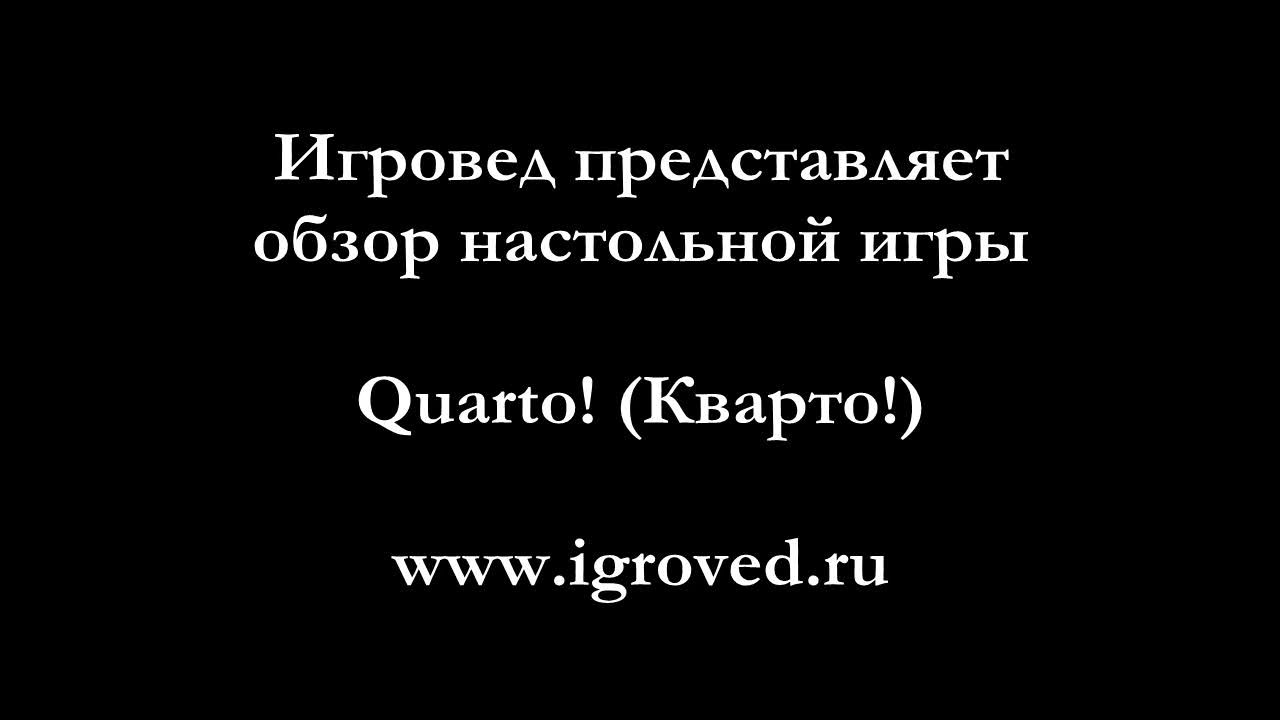 Игровед представляет
обзор настольной игры
Quarto! (Кварто!)
www.igroved.ru